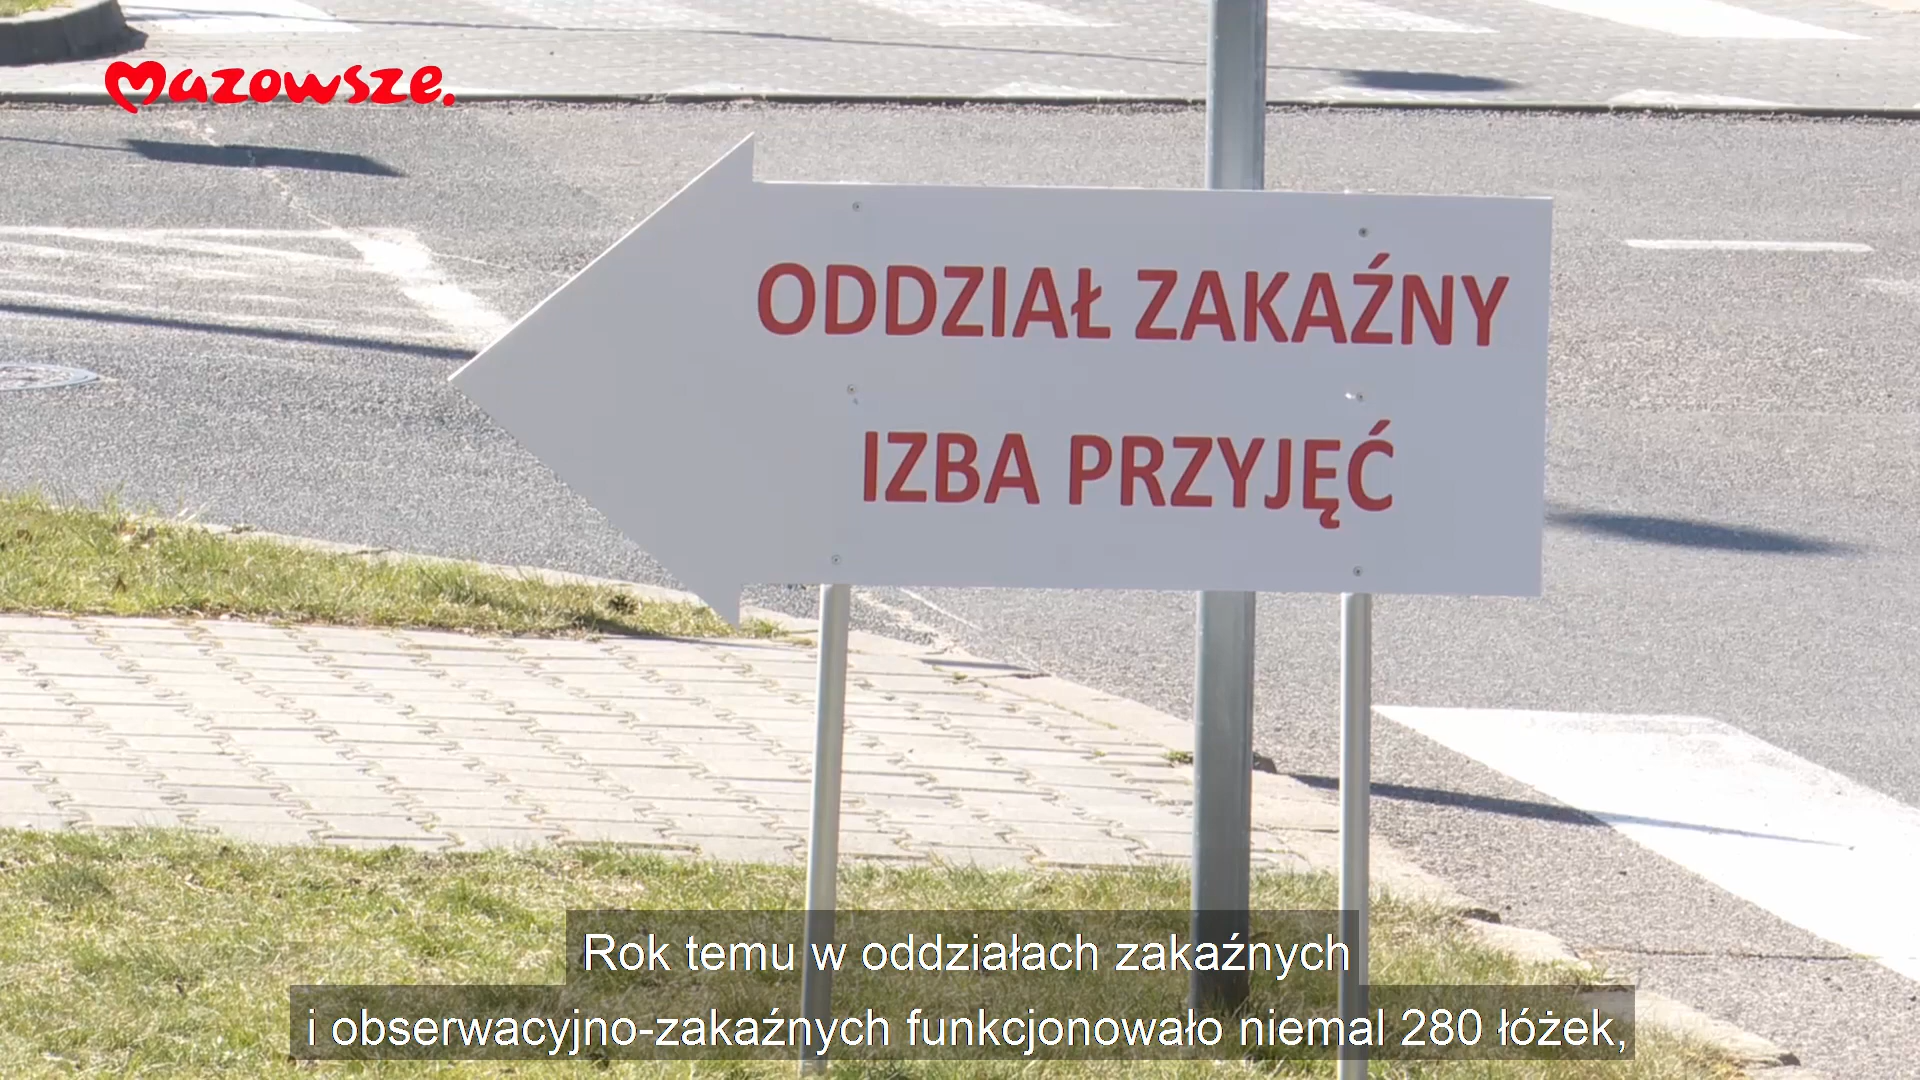 Mazowsze.
ODDZIAŁ ZAKAŹNY
IZBA PRZYJĘĆ
Rok temu w oddziałach zakaźnych
i obserwacyjno-zakaźnych funkcjonowało niemal 280 łóżek,